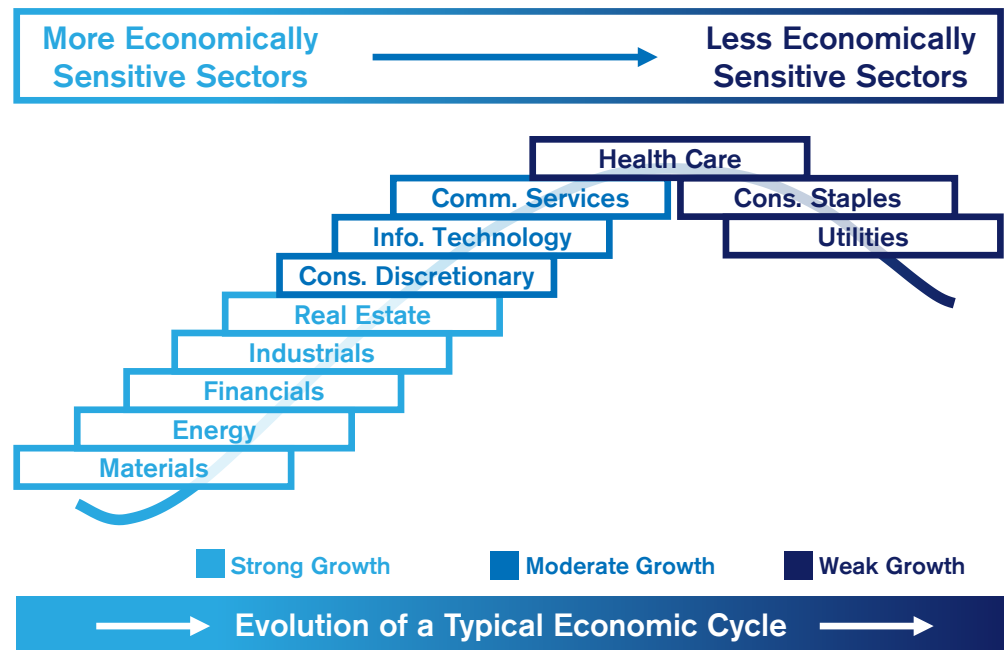 More Economically
Sensitive Sectors
Less Economically
Sensitive Sectors
Health Care
Comm. Services
Cons. Staples
Info. Technology
Utilities
Cons. Discretionary
Real Estate
Industrials
Financials
Energy
Materials
Strong Growth
Moderate Growth
Weak Growth
Evolution of a Typical Economic Cycle